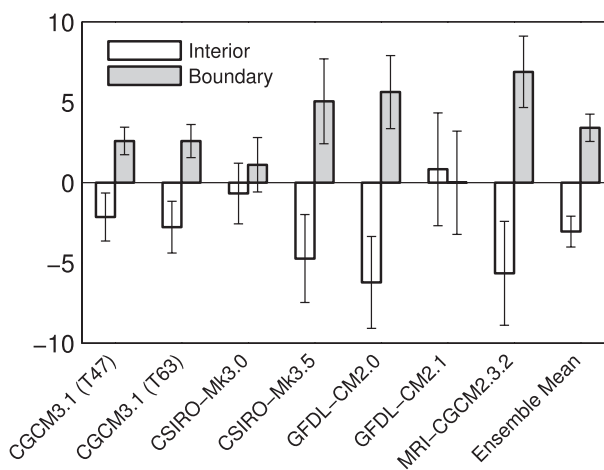 10
5
0
−5
−10
Interior
Boundary
CGCM3.1 (T47)
CGCM3.1 (T63)
CSIRO−Mk3.0
CSIRO−Mk3.5
GFDL−CM2.0
GFDL−CM2.1
MRI−CGCM2.3.2
Ensemble Mean